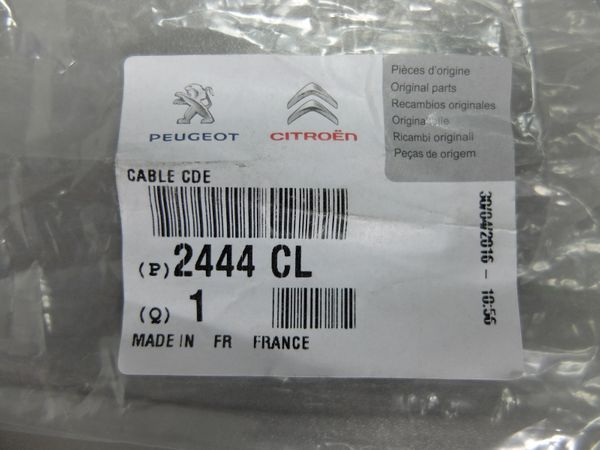 PEUGEOT
CITROËN
Pièces d'origine
Original parts
Recambios originales
Ricambi originali
Peças de origem
CABLE CDE
(P) 2444 CL
(Q) 1
MADE IN FR FRANCE
30/04/2016 - 16:56